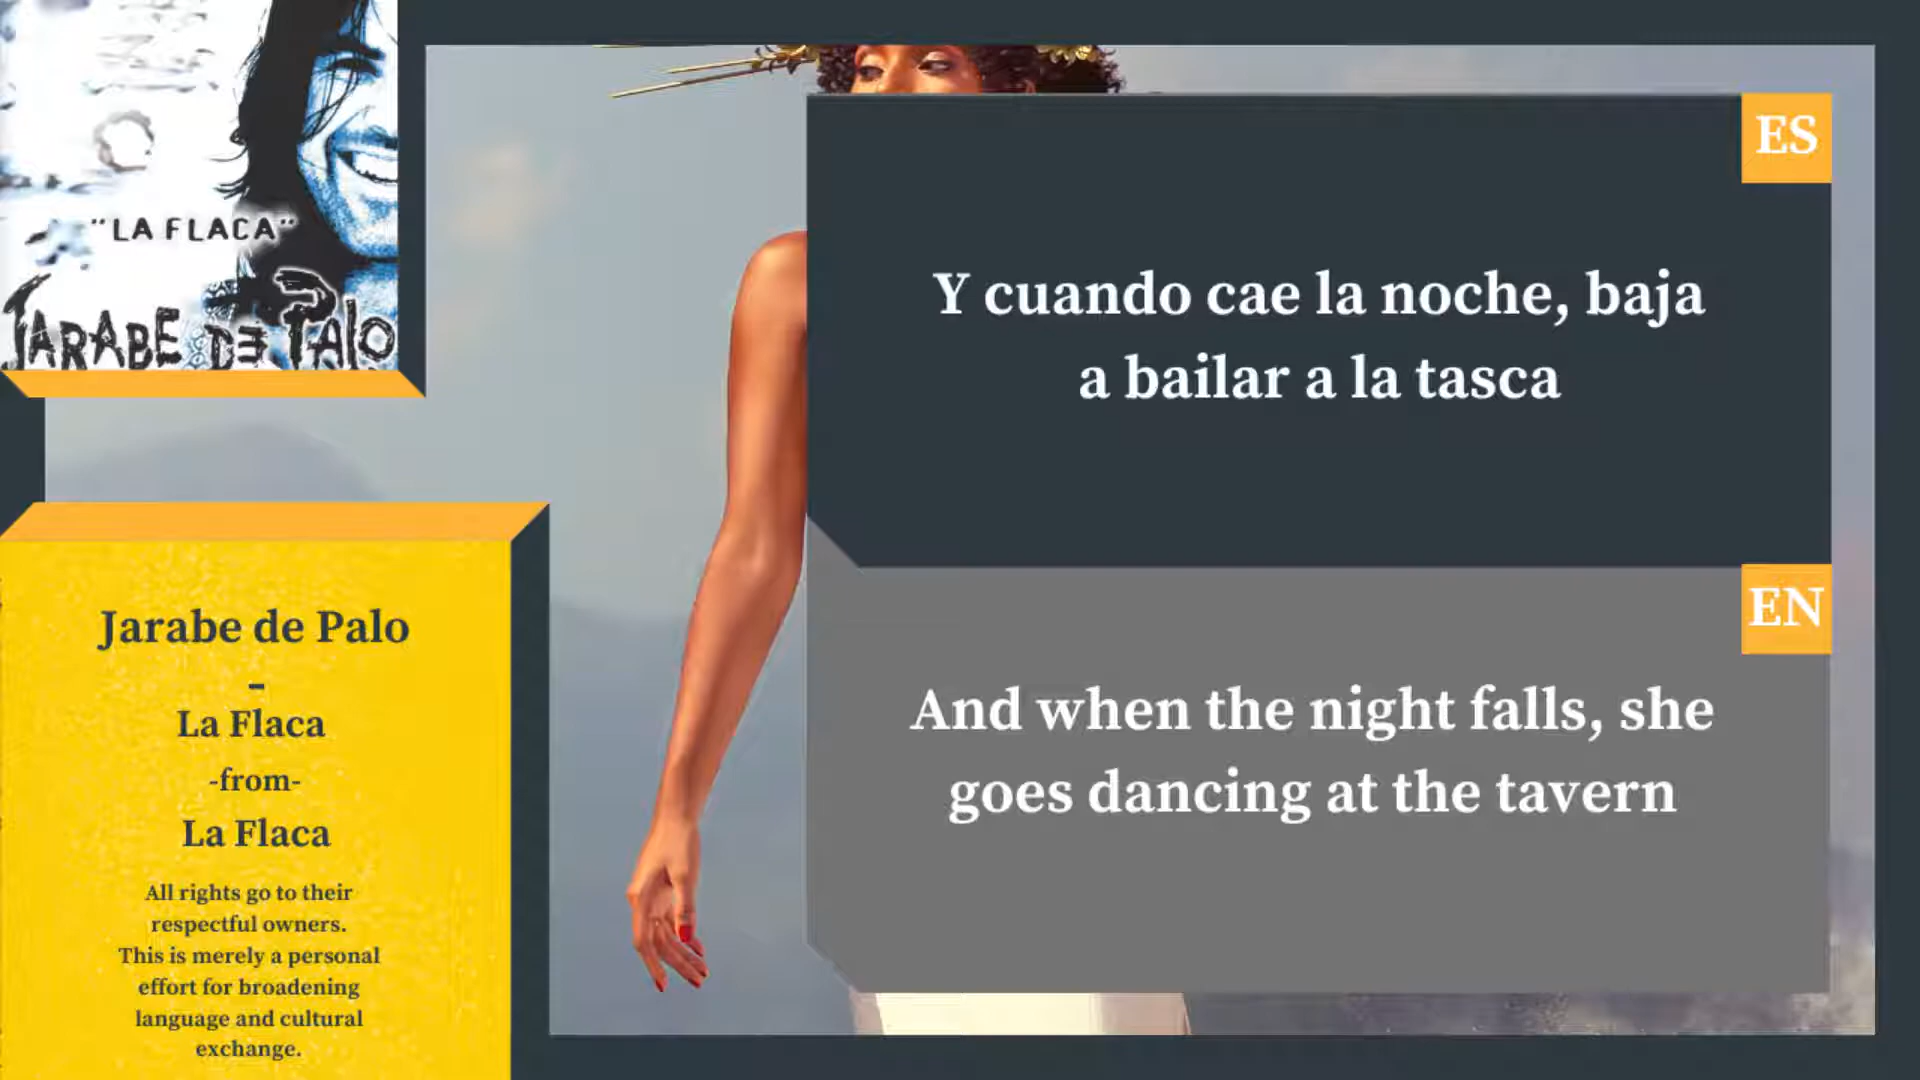 "LA FLACA"
JARABE DE PALO
ES
Y cuando cae la noche, baja
a bailar a la tasca
EN
And when the night falls, she
goes dancing at the tavern
Jarabe de Palo
-
La Flaca
-from-
La Flaca
All rights go to their
respectful owners.
This is merely a personal
effort for broadening
language and cultural
exchange.